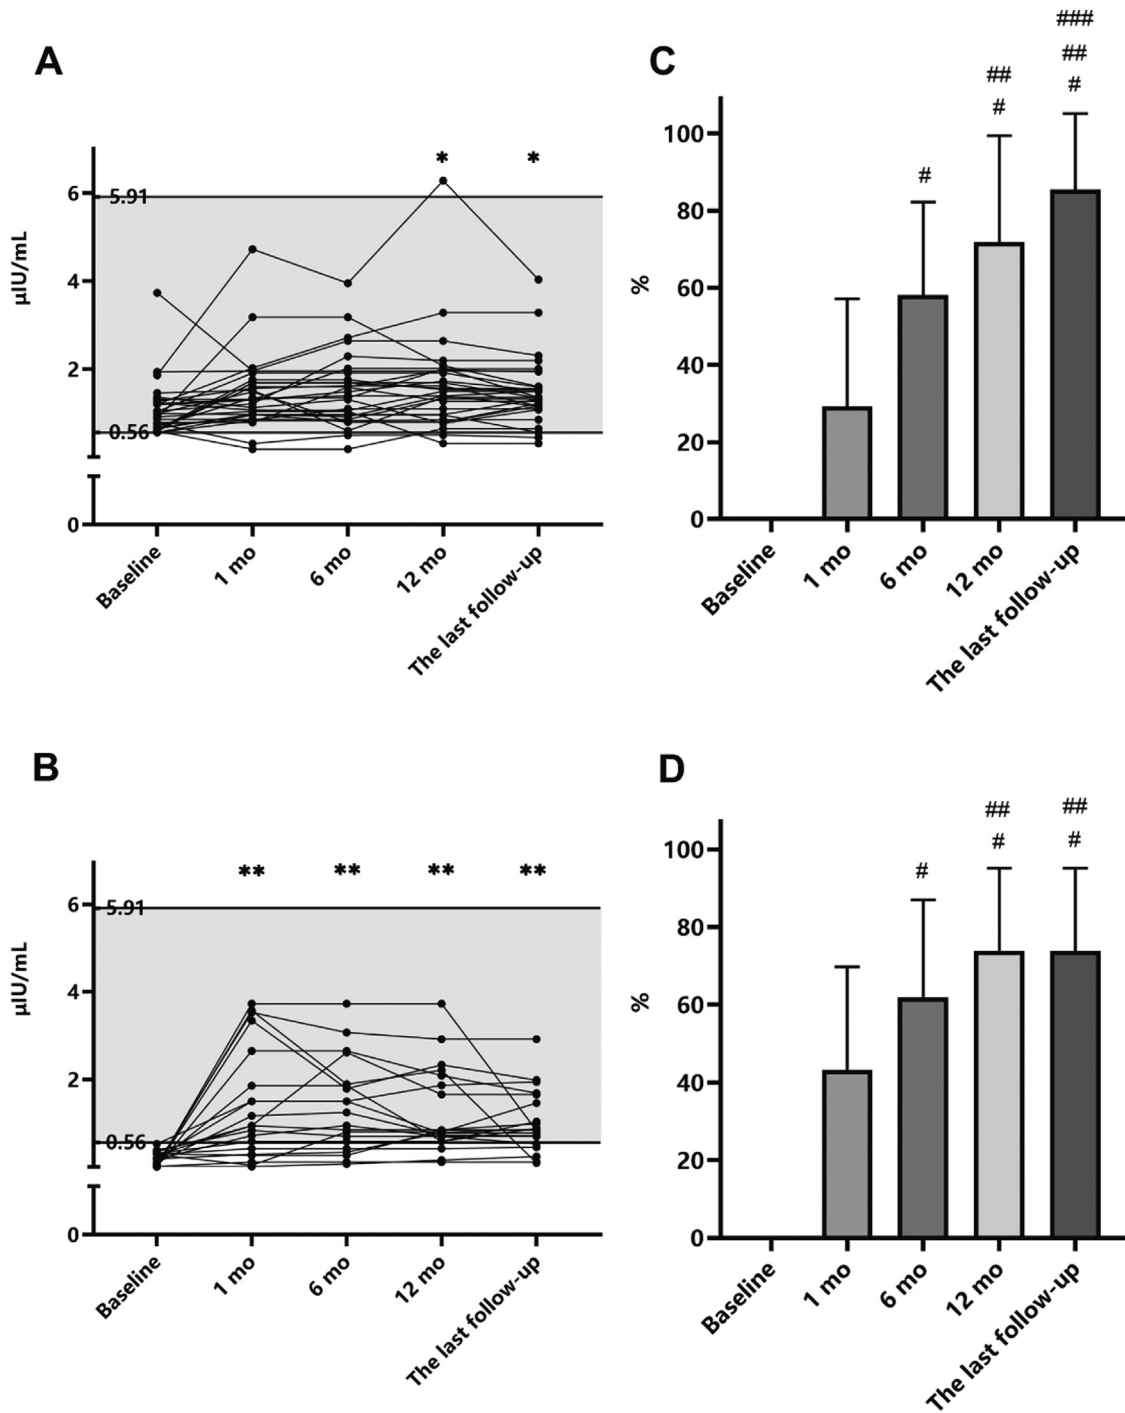 A
*
*
6
5.91
4
2
0.56
0
µIU/mL
Baseline
1 mo
6 mo
12 mo
The last follow-up
C
###
##
##
#
#
#
100
80
60
40
20
0
%
Baseline
1 mo
6 mo
12 mo
The last follow-up
B
**
**
**
**
6
5.91
4
2
0.56
0
µIU/mL
Baseline
1 mo
6 mo
12 mo
The last follow-up
D
##
##
#
#
#
100
80
60
40
20
0
%
Baseline
1 mo
6 mo
12 mo
The last follow-up